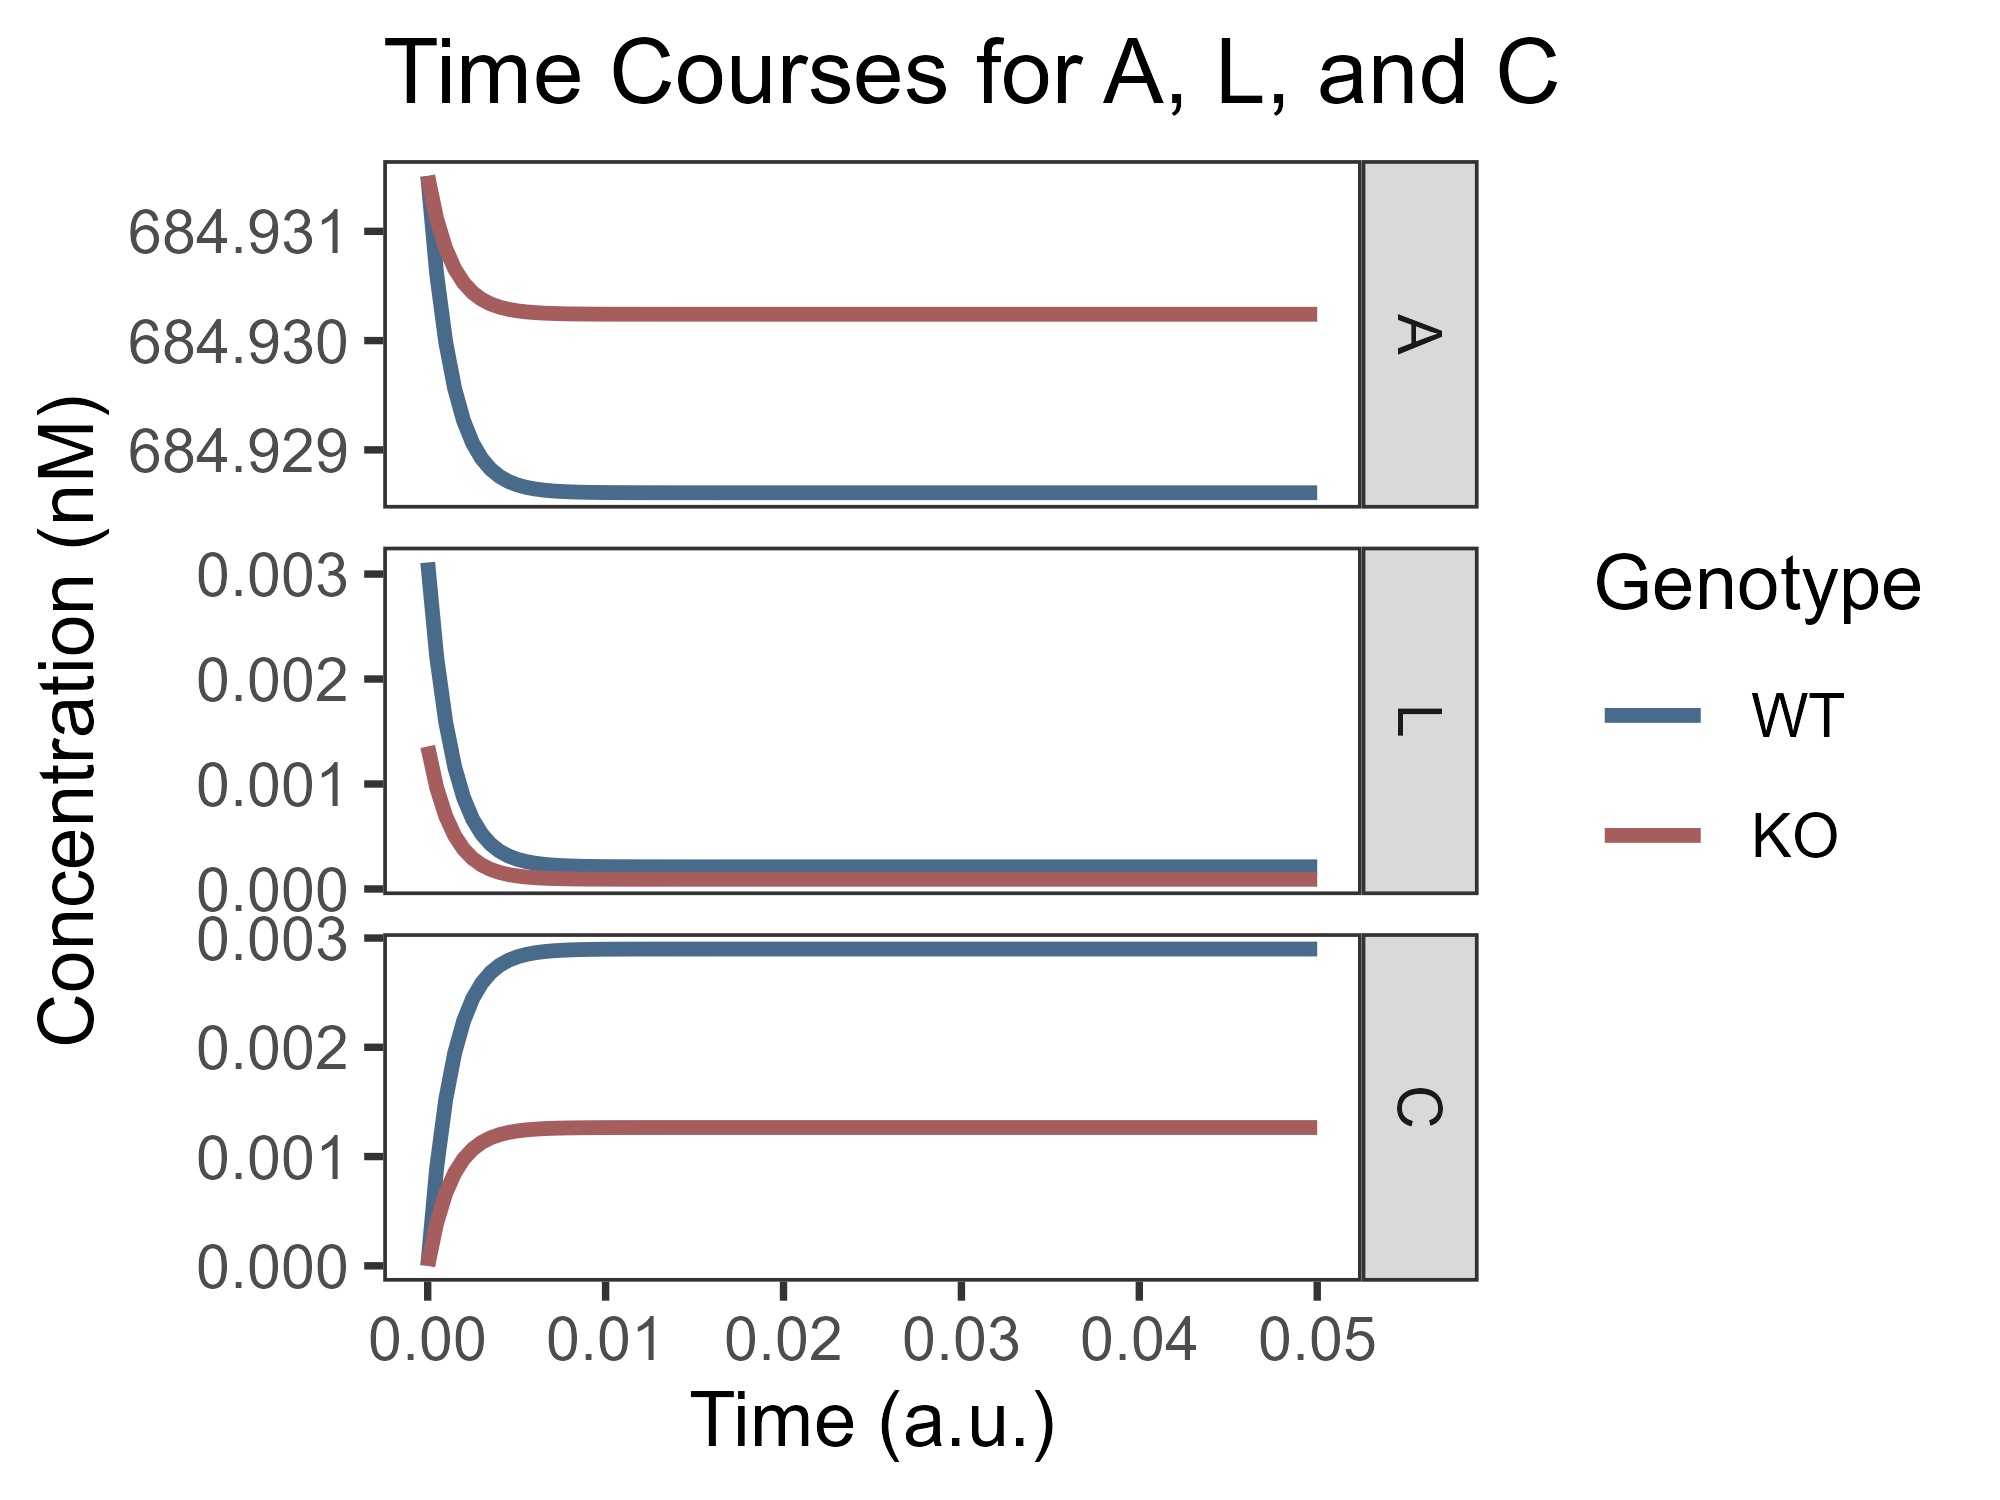 Time Courses for A, L, and C
Concentration (nM)
684.931
684.930
684.929
A
0.003
0.002
0.001
0.000
L
0.003
0.002
0.001
0.000
C
0.00 0.01 0.02 0.03 0.04 0.05
Time (a.u.)
Genotype
WT
KO